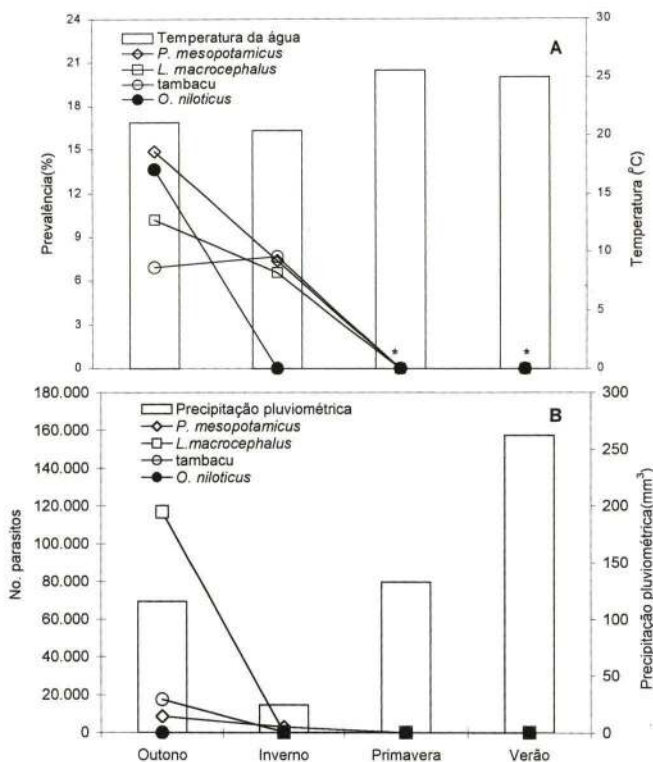 24
21
18
15
12
9
6
3
0
Prevalência(%)
Temperatura da água
P. mesopotamicus
L. macrocephalus
tambacu
O. niloticus
A
30
25
20
15
10
5
0
Temperatura (°C)
*
*
180.000
160.000
140.000
120.000
100.000
80.000
60.000
40.000
20.000
0
No. parasitos
Precipitação pluviométrica
P. mesopotamicus
L.macrocephalus
tambacu
O. niloticus
B
300
250
200
150
100
50
0
Precipitação pluviométrica(mm³)
Outono
Inverno
Primavera
Verão